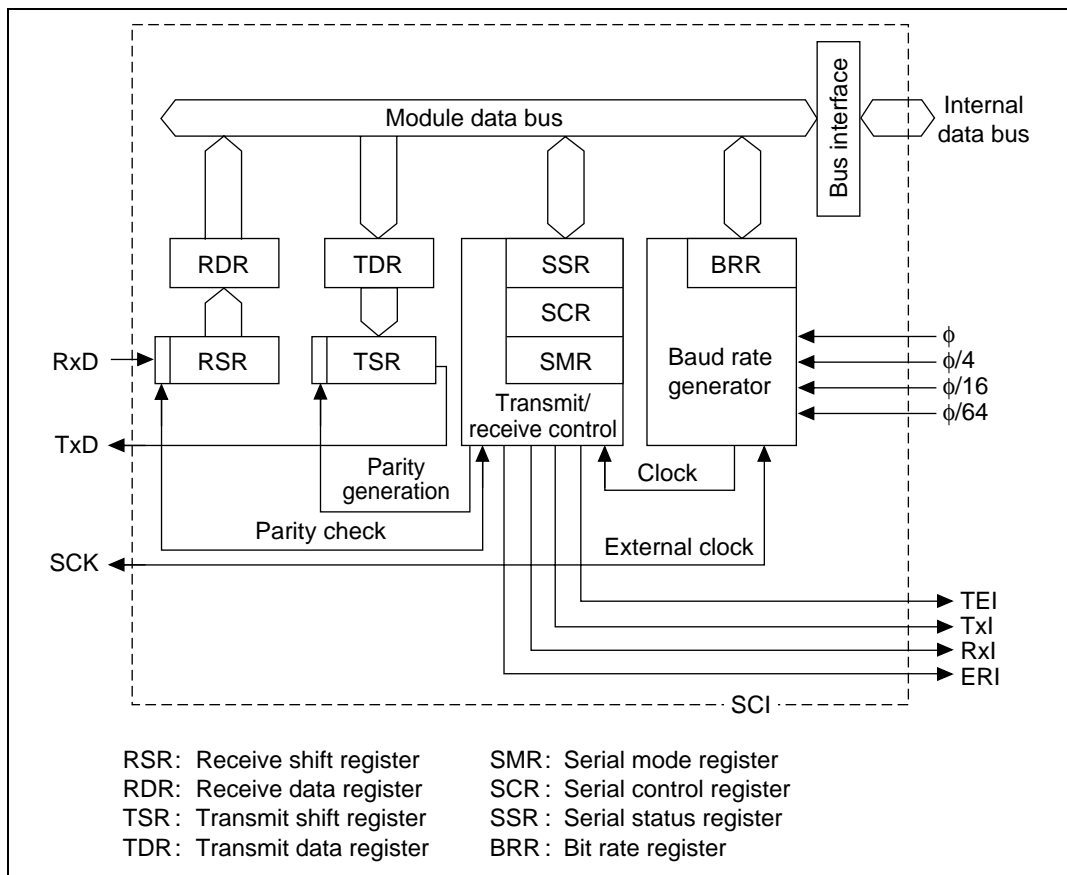 Module data bus
Bus interface
Internal
data bus
RDR
TDR
SSR
BRR
SCR
RxD
RSR
TSR
SMR
Baud rate
generator
ϕ
ϕ/4
ϕ/16
ϕ/64
Transmit/
receive control
TxD
Parity
generation
Clock
Parity check
SCK
External clock
TEI
TxI
RxI
ERI
SCI
RSR: Receive shift register
RDR: Receive data register
TSR: Transmit shift register
TDR: Transmit data register
SMR: Serial mode register
SCR: Serial control register
SSR: Serial status register
BRR: Bit rate register